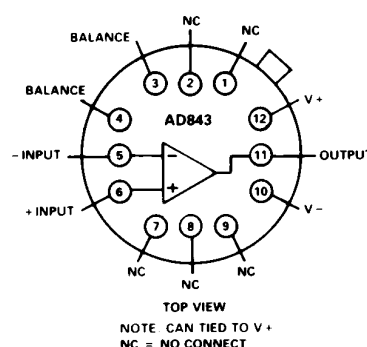 NC
BALANCE
NC
3
2
1
BALANCE
V+
4
AD843
12
-INPUT
5
-
11
OUTPUT
+INPUT
6
+
10
V-
7
8
9
NC
NC
NC
TOP VIEW
NOTE. CAN TIED TO V +
NC = NO CONNECT